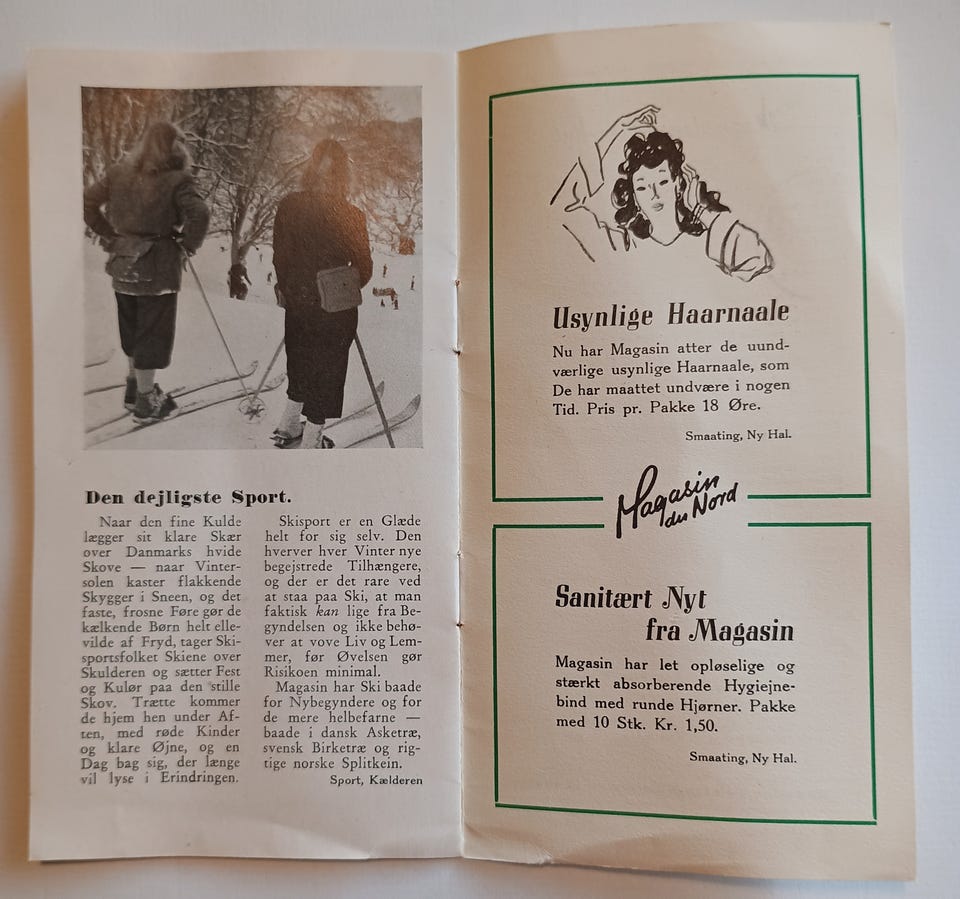 Den dejligste Sport.
Naar den fine Kulde
lægger sit klare Skær
over Danmarks hvide
Skove — naar Vinter-
solen kaster flakkende
Skygger i Sneen, og det
faste, frosne Føre gør de
kælkende Børn helt elle-
vilde af Fryd, tager Ski-
sportsfolket Skiene over
Skulderen og sætter Fest
og Kulør paa den stille
Skov. Trætte kommer
de hjem hen under Af-
ten, med røde Kinder
og klare Øjne, og en
Dag bag sig, der længe
vil lyse i Erindringen.
Skisport er en Glæde
helt for sig selv. Den
hverver hver Vinter nye
begejstrede Tilhængere,
og der er det rare ved
at staa paa Ski, at man
faktisk kan lige fra Be-
gyndelsen og ikke behø-
ver at vove Liv og Lem-
mer, før Øvelsen gør
Risikoen minimal.
Magasin har Ski baade
for Nybegyndere og for
de mere helbefarne —
baade i dansk Asketræ,
svensk Birketræ og rig-
tige norske Splitkein.
Sport, Kælderen
Usynlige Haarnaale
Nu har Magasin atter de uund-
værlige usynlige Haarnaale, som
De har maattet undvære i nogen
Tid. Pris pr. Pakke 18 Øre.
Smaating, Ny Hal.
Magasin
du Nord
Sanitært Nyt
fra Magasin
Magasin har let opløselige og
stærkt absorberende Hygiejne-
bind med runde Hjørner. Pakke
med 10 Stk. Kr. 1,50.
Smaating, Ny Hal.